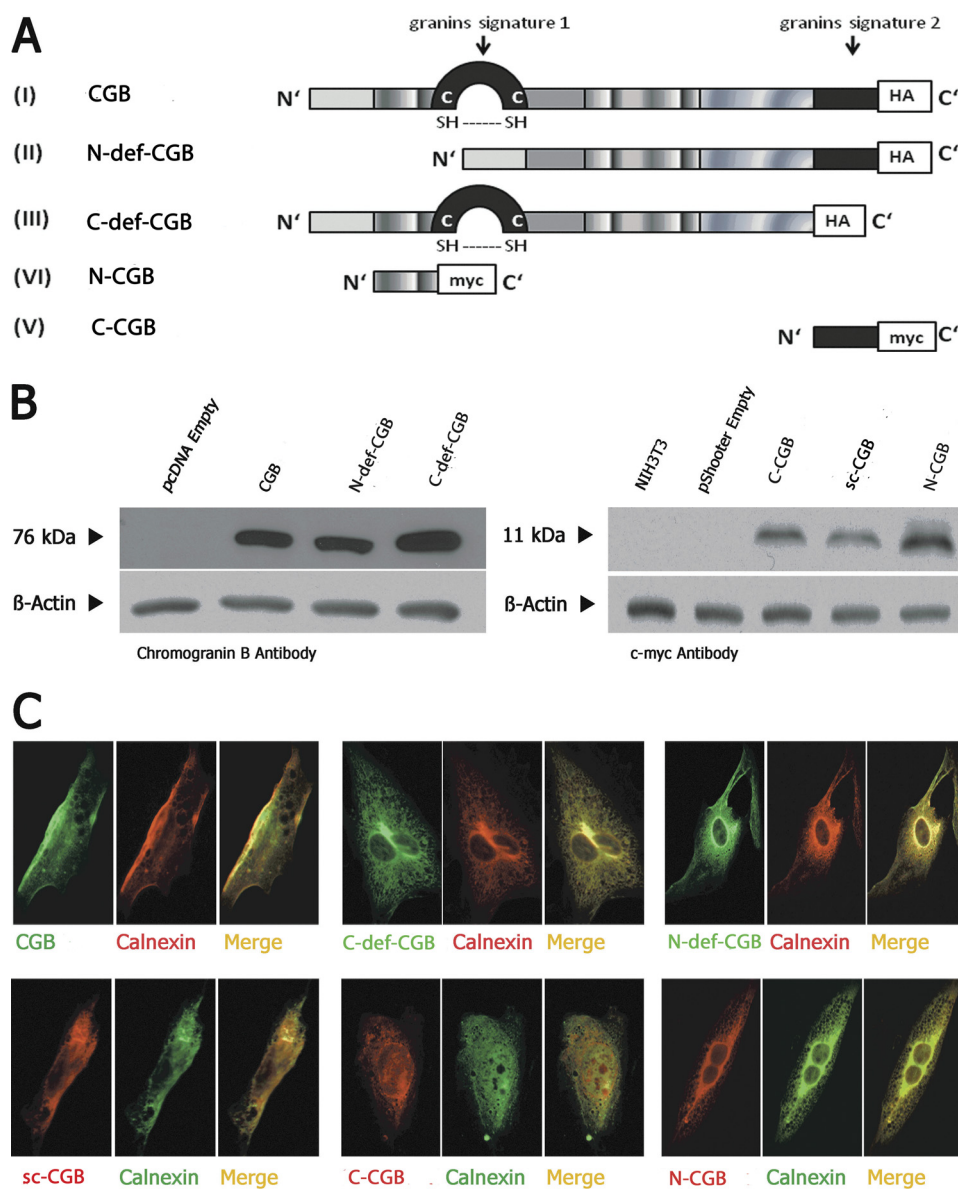 A
granins signature 1 granins signature 2
(I) CGB N‘ C C HA C‘
SH ------ SH
(II) N-def-CGB N‘ HA C‘
(III) C-def-CGB N‘ C C HA C‘
SH ------ SH
(VI) N-CGB N‘ myc C‘
(V) C-CGB N‘ myc C‘
B
pcDNA Empty CGB N-def-CGB C-def-CGB
76 kDa
ß-Actin
Chromogranin B Antibody
NIH3T3 pShooter Empty C-CGB sc-CGB N-CGB
11 kDa
ß-Actin
c-myc Antibody
C
CGB Calnexin Merge C-def-CGB Calnexin Merge N-def-CGB Calnexin Merge
sc-CGB Calnexin Merge C-CGB Calnexin Merge N-CGB Calnexin Merge